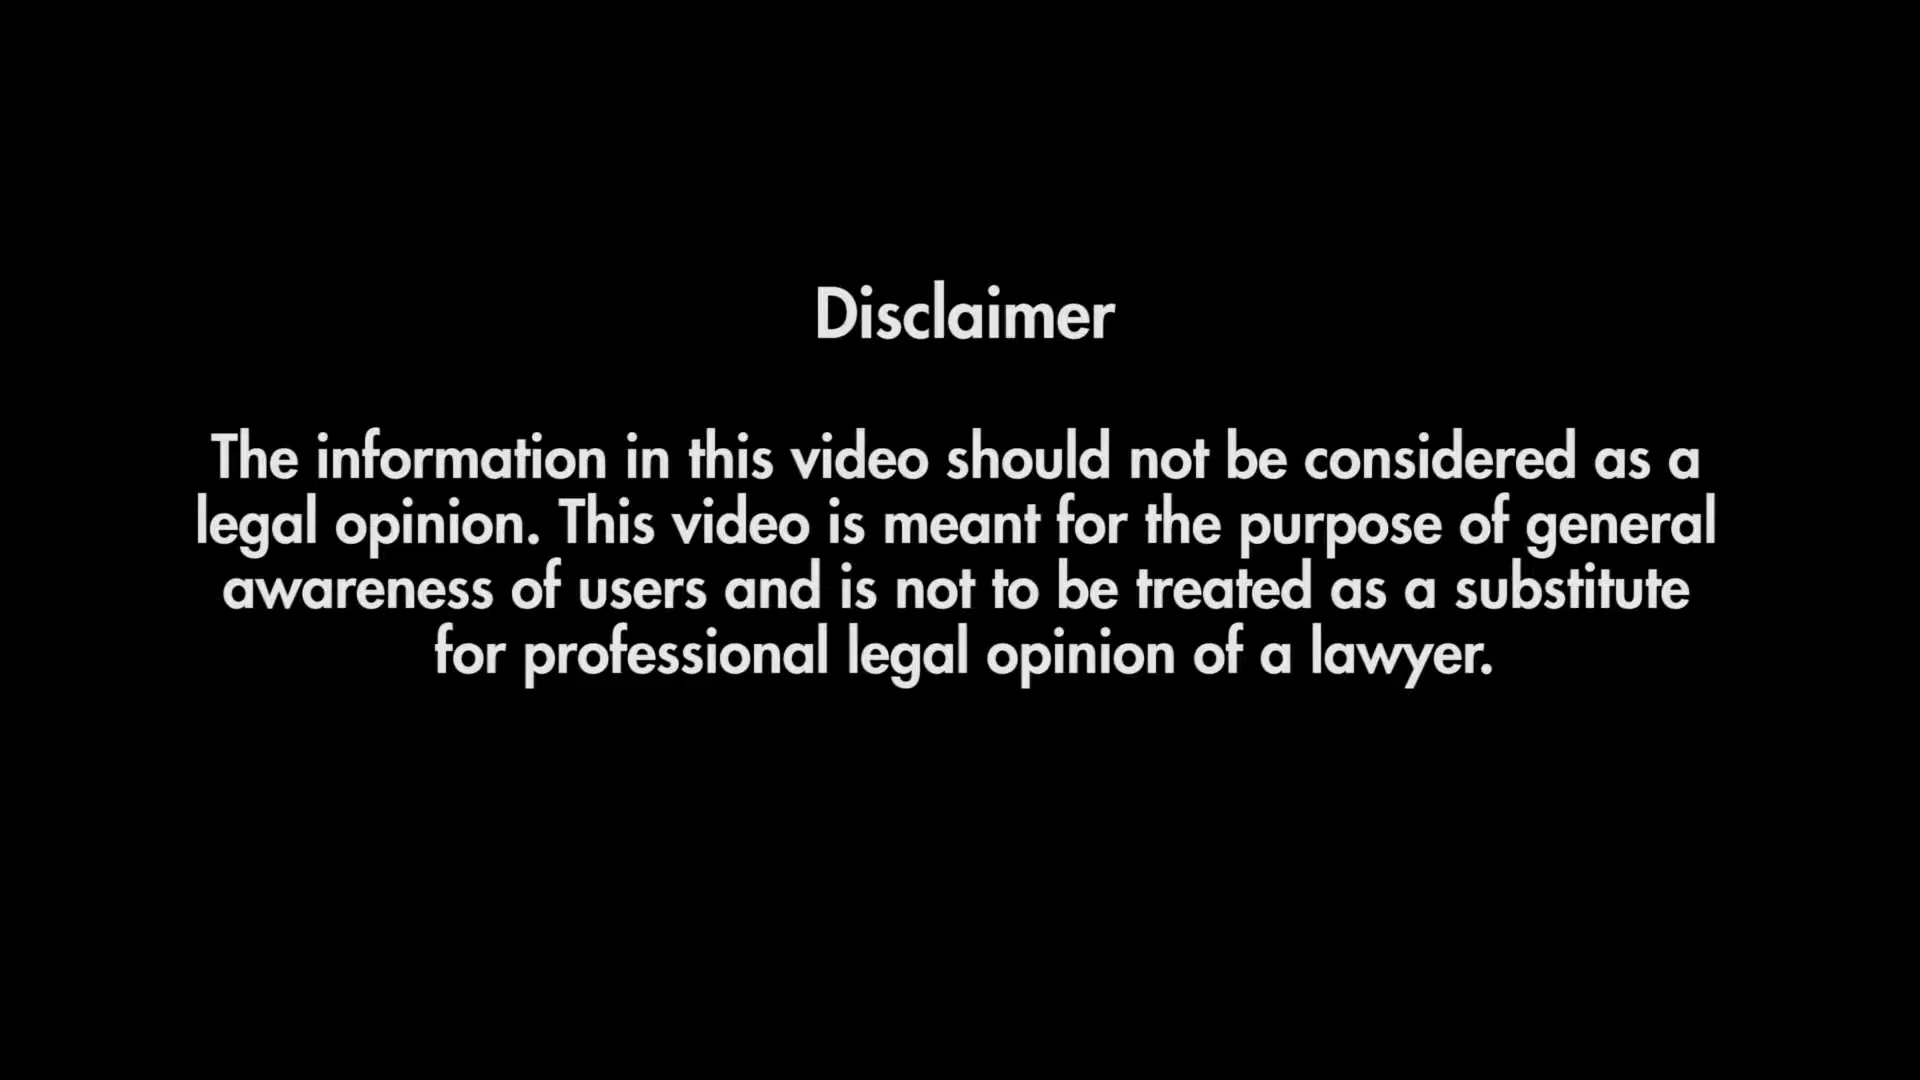 Disclaimer
The information in this video should not be considered as a
legal opinion. This video is meant for the purpose of general
awareness of users and is not to be treated as a substitute
for professional legal opinion of a lawyer.